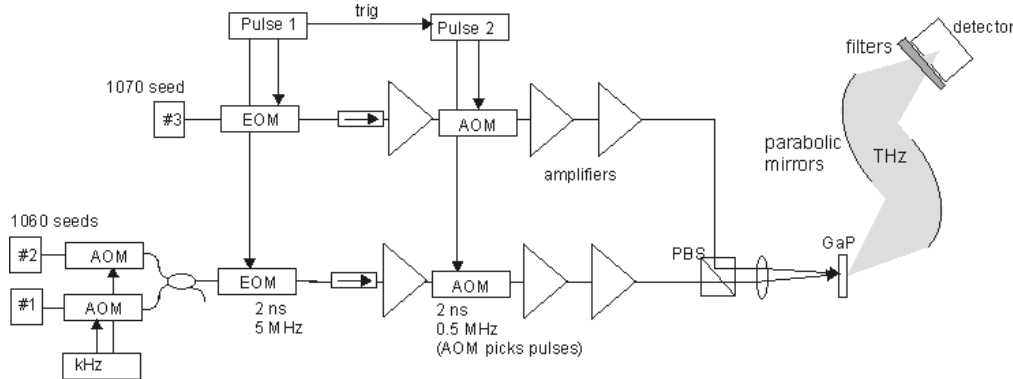 Pulse 1
trig
Pulse 2
detector
filters
1070 seed
#3
EOM
AOM
amplifiers
parabolic
mirrors
THz
1060 seeds
#2
AOM
#1
AOM
kHz
EOM
2 ns
5 MHz
AOM
2 ns
0.5 MHz
(AOM picks pulses)
PBS
GaP